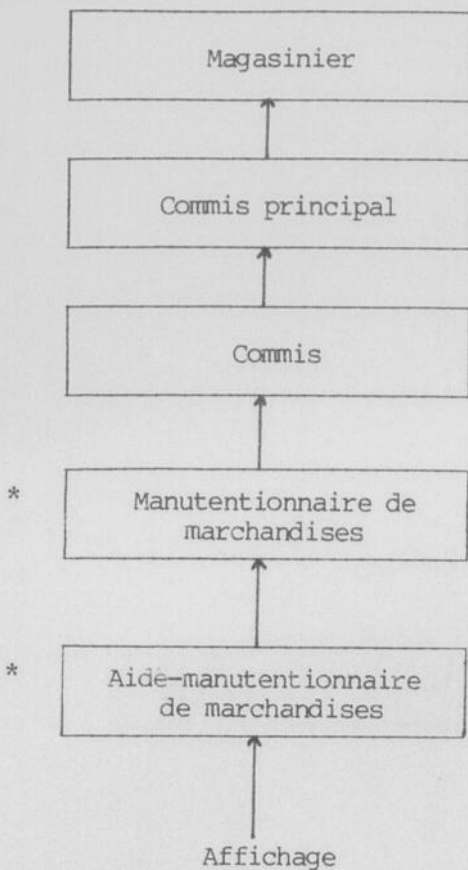 Magasinier
Commis principal
Commis
* Manutentionnaire de
marchandises
* Aide-manutentionnaire
de marchandises
Affichage